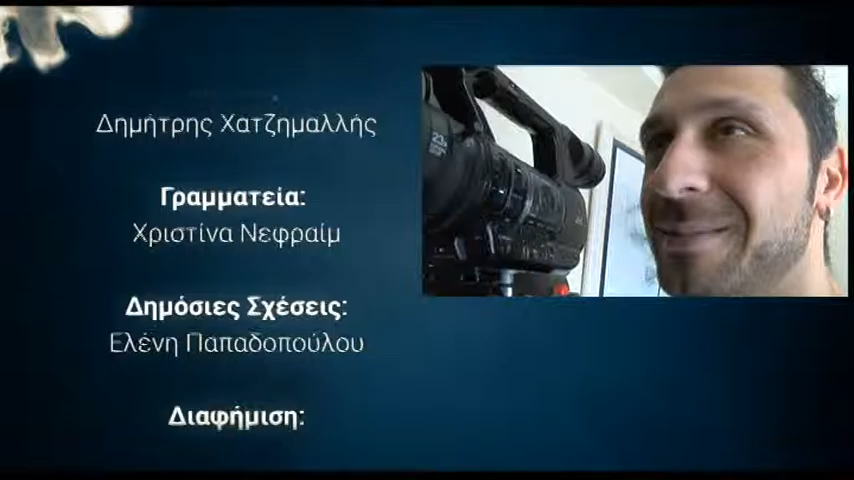 Δημήτρης Χατζημαλλής
Γραμματεία:
Χριστίνα Νεφραίμ
Δημόσιες Σχέσεις:
Ελένη Παπαδοπούλου
Διαφήμιση: